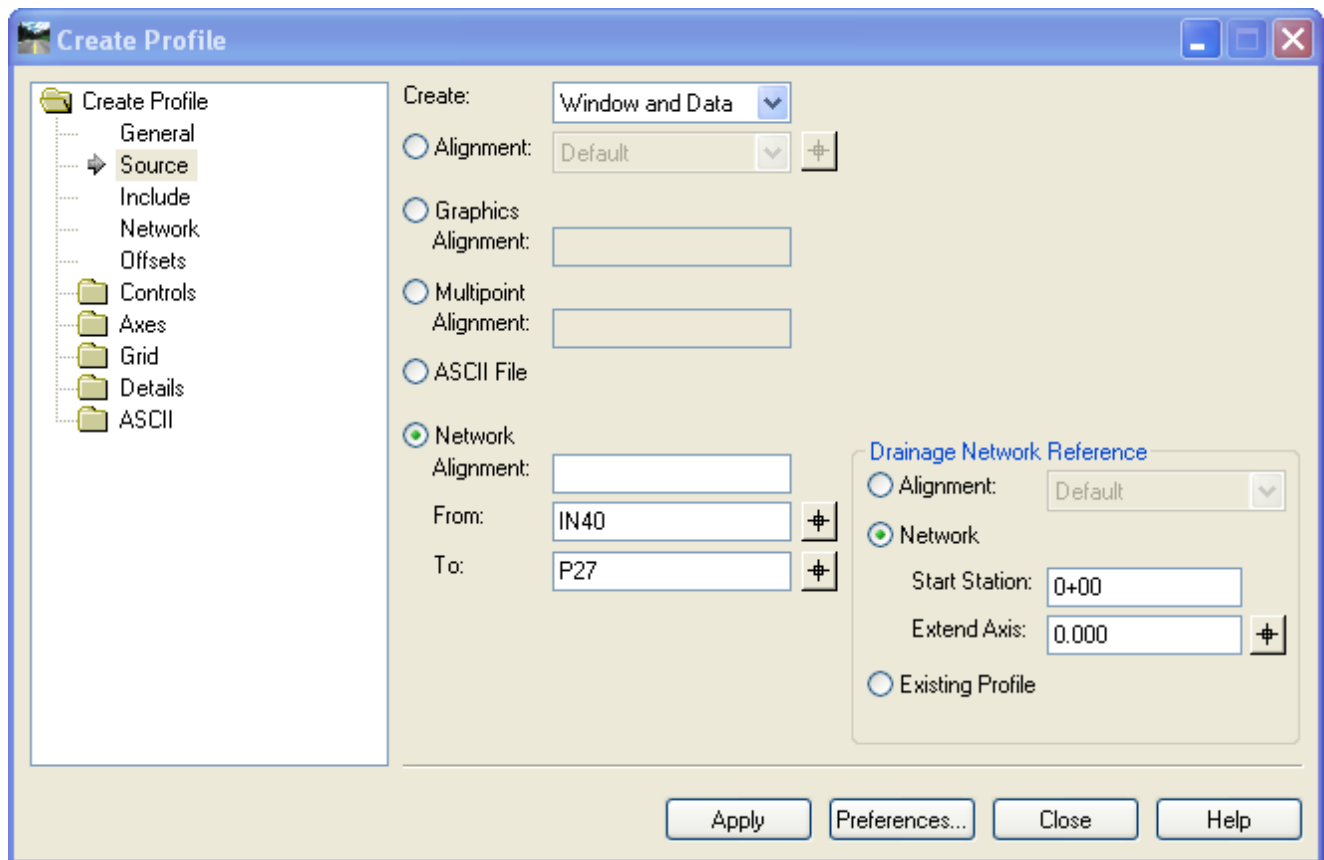 Create Profile
Create Profile
General
Source
Include
Network
Offsets
Controls
Axes
Grid
Details
ASCII
Create: Window and Data
Alignment: Default
Graphics
Alignment:
Multipoint
Alignment:
ASCII File
Network
Alignment:
From: IN40
To: P27
Drainage Network Reference
Alignment: Default
Network
Start Station: 0+00
Extend Axis: 0.000
Existing Profile
Apply Preferences... Close Help